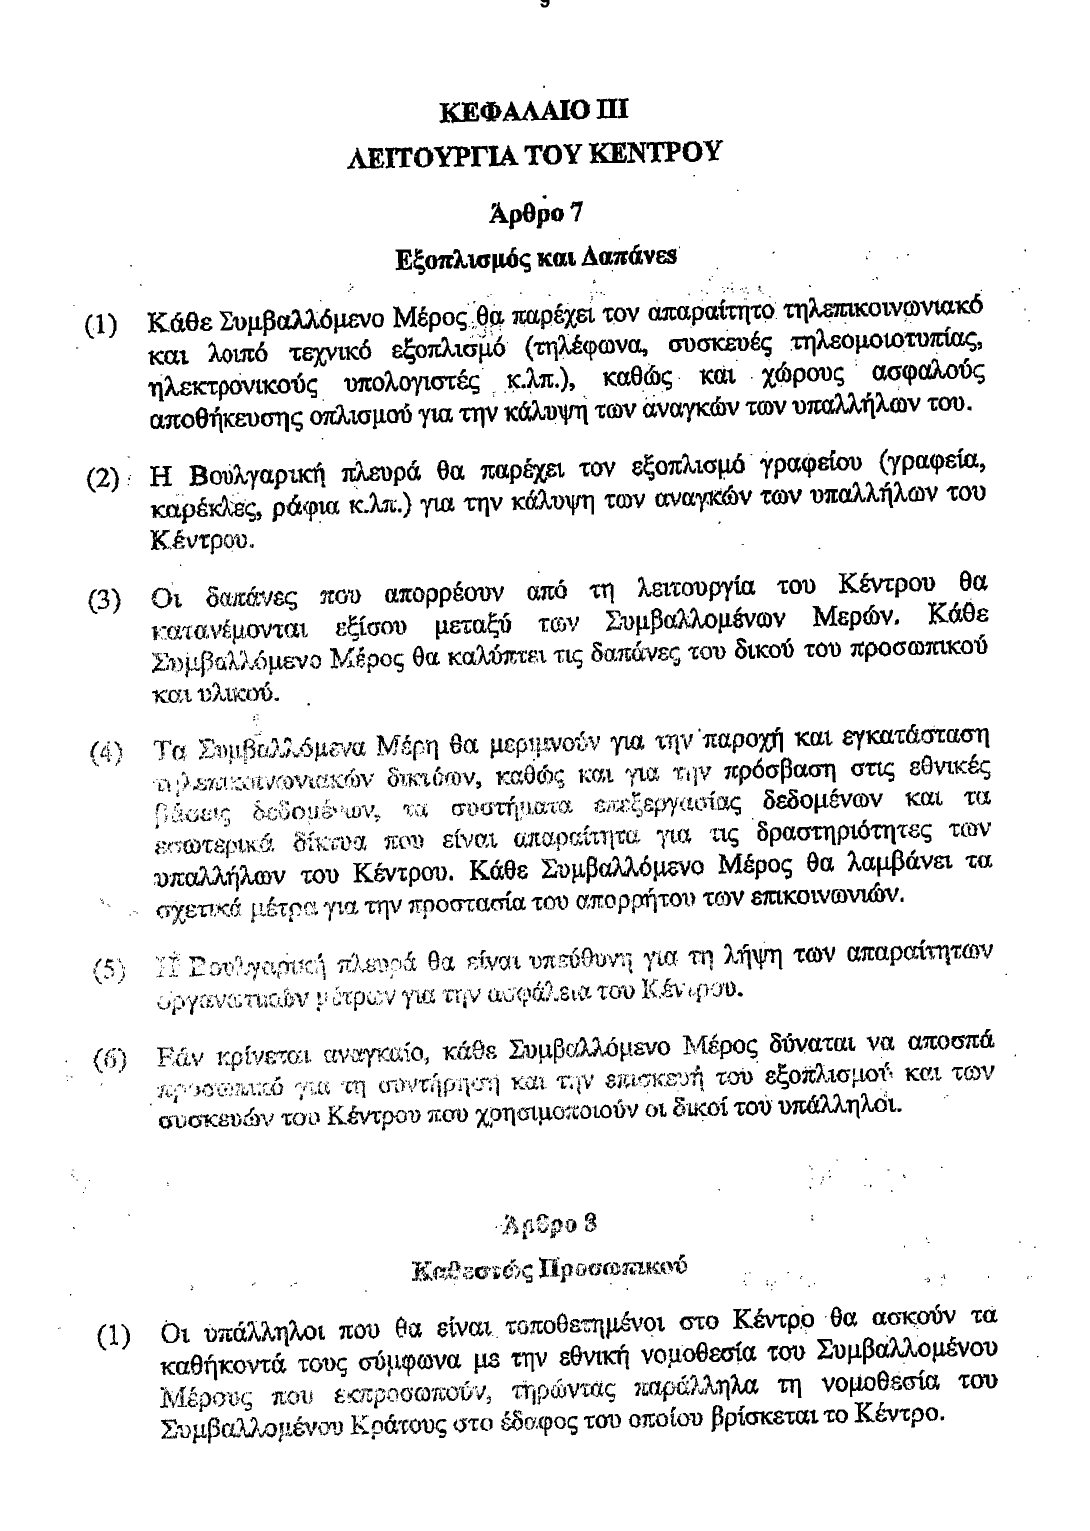 9
ΚΕΦΑΛΑΙΟ ΙΙΙ
ΛΕΙΤΟΥΡΓΙΑ ΤΟΥ ΚΕΝΤΡΟΥ
Άρθρο 7
Εξοπλισμός και Δαπάνες
(1) Κάθε Συμβαλλόμενο Μέρος θα παρέχει τον απαραίτητο τηλεπικοινωνιακό
και λοιπό τεχνικό εξοπλισμό (τηλέφωνα, συσκευές τηλεομοιοτυπίας,
ηλεκτρονικούς υπολογιστές κ.λπ.), καθώς και χώρους ασφαλούς
αποθήκευσης οπλισμού για την κάλυψη των αναγκών των υπαλλήλων του.
(2) Η Βουλγαρική πλευρά θα παρέχει τον εξοπλισμό γραφείου (γραφεία,
καρέκλες, ράφια κ.λπ.) για την κάλυψη των αναγκών των υπαλλήλων του
Κέντρου.
(3) Οι δαπάνες που απορρέουν από τη λειτουργία του Κέντρου θα
κατανέμονται εξίσου μεταξύ των Συμβαλλομένων Μερών. Κάθε
Συμβαλλόμενο Μέρος θα καλύπτει τις δαπάνες του δικού του προσωπικού
και υλικού.
(4) Τα Συμβαλλόμενα Μέρη θα μεριμνούν για την παροχή και εγκατάσταση
τηλεπικοινωνιακών δικτύων, καθώς και για την πρόσβαση στις εθνικές
βάσεις δεδομένων, τα συστήματα επεξεργασίας δεδομένων και τα
εσωτερικά δίκτυα που είναι απαραίτητα για τις δραστηριότητες των
υπαλλήλων του Κέντρου. Κάθε Συμβαλλόμενο Μέρος θα λαμβάνει τα
σχετικά μέτρα για την προστασία του απορρήτου των επικοινωνιών.
(5) Η Βουλγαρική πλευρά θα είναι υπεύθυνη για τη λήψη των απαραίτητων
οργανωτικών μέτρων για την ασφάλεια του Κέντρου.
(6) Εάν κρίνεται αναγκαίο, κάθε Συμβαλλόμενο Μέρος δύναται να αποσπά
προσωπικό για τη συντήρηση και την επισκευή του εξοπλισμού και των
συσκευών του Κέντρου που χρησιμοποιούν οι δικοί του υπάλληλοι.
Άρθρο 8
Καθεστώς Προσωπικού
(1) Οι υπάλληλοι που θα είναι τοποθετημένοι στο Κέντρο θα ασκούν τα
καθήκοντά τους σύμφωνα με την εθνική νομοθεσία του Συμβαλλομένου
Μέρους που εκπροσωπούν, τηρώντας παράλληλα τη νομοθεσία του
Συμβαλλομένου Κράτους στο έδαφος του οποίου βρίσκεται το Κέντρο.